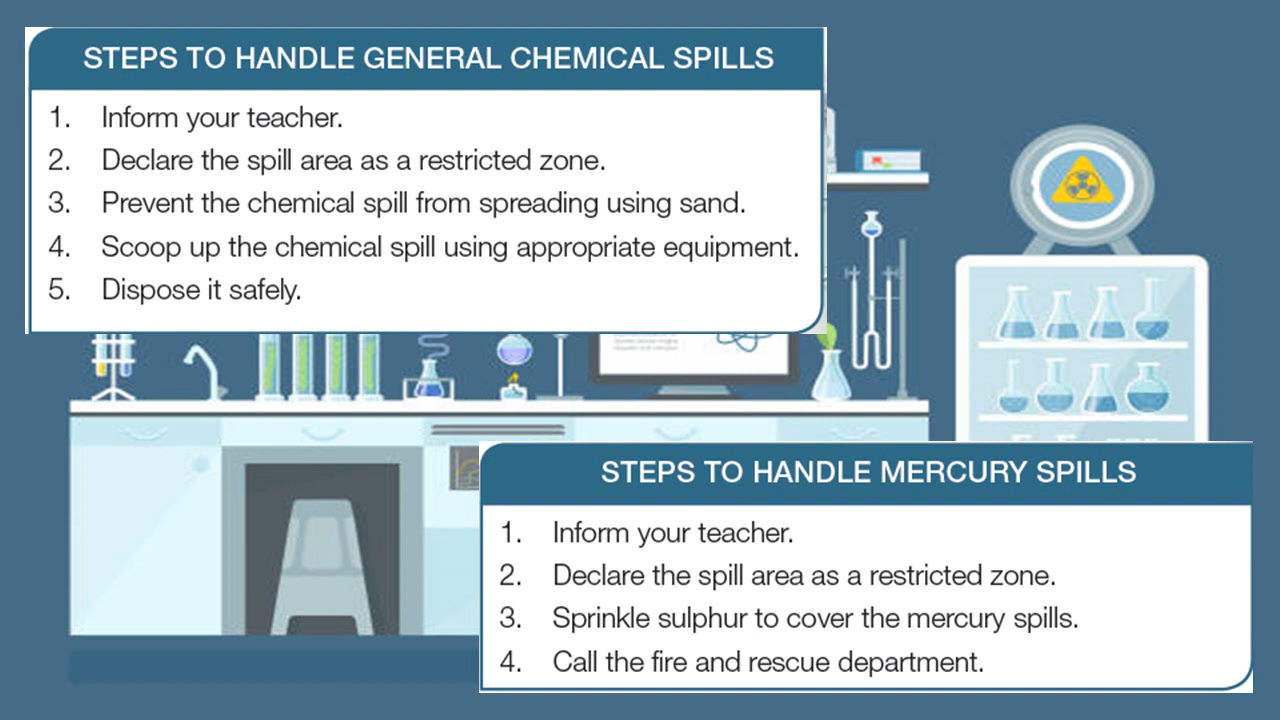 STEPS TO HANDLE GENERAL CHEMICAL SPILLS
1. Inform your teacher.
2. Declare the spill area as a restricted zone.
3. Prevent the chemical spill from spreading using sand.
4. Scoop up the chemical spill using appropriate equipment.
5. Dispose it safely.
STEPS TO HANDLE MERCURY SPILLS
1. Inform your teacher.
2. Declare the spill area as a restricted zone.
3. Sprinkle sulphur to cover the mercury spills.
4. Call the fire and rescue department.